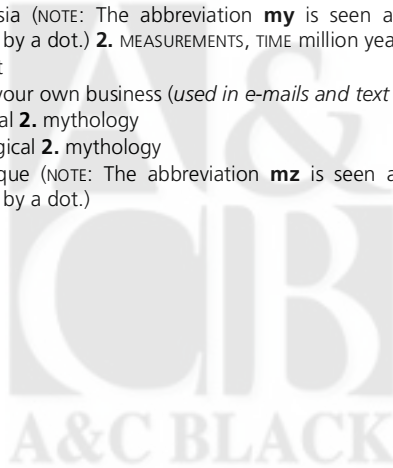 sia (NOTE: The abbreviation my is seen a
by a dot.) 2. MEASUREMENTS, TIME million yea
t
your own business (used in e-mails and text
al 2. mythology
gical 2. mythology
que (NOTE: The abbreviation mz is seen a
by a dot.)
A&
CB
A&C BLACK